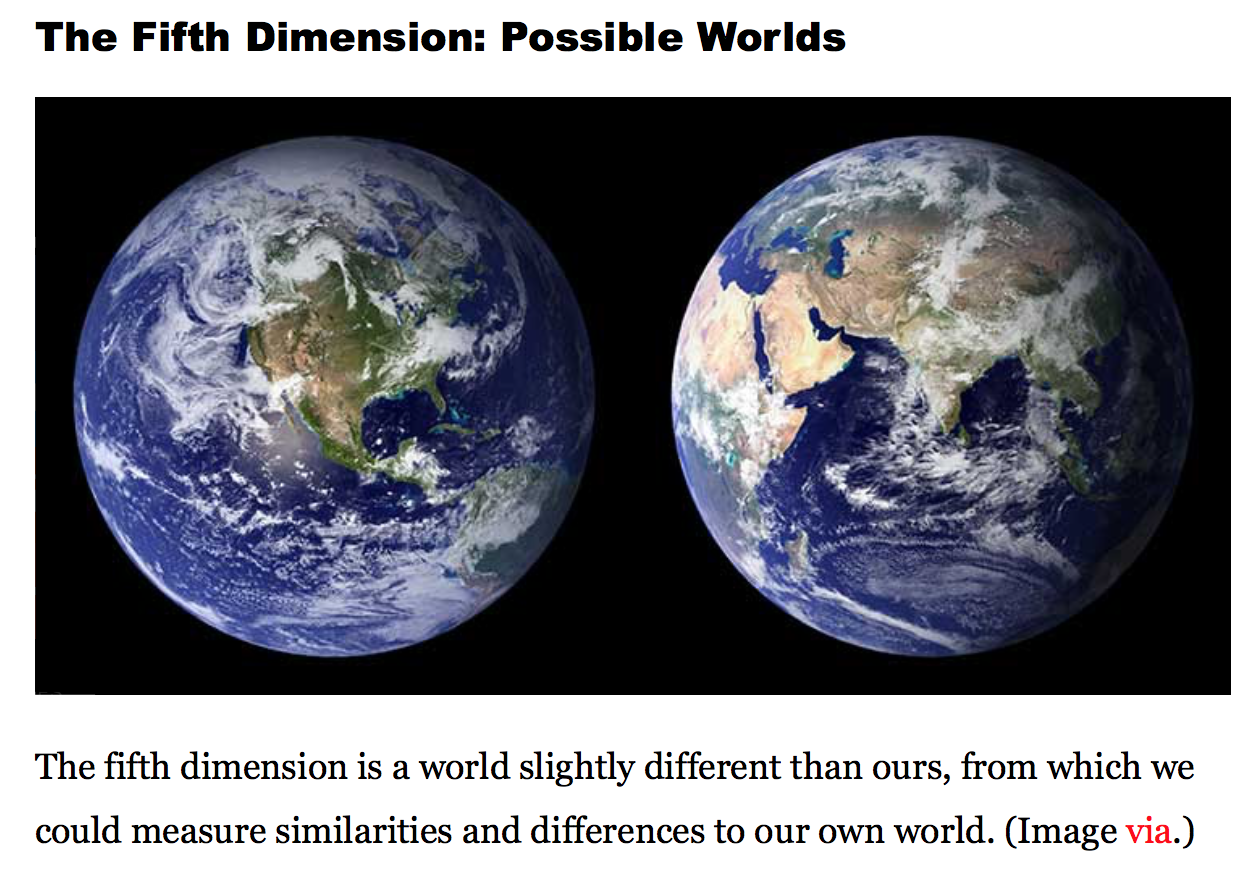 The Fifth Dimension: Possible Worlds
The fifth dimension is a world slightly different than ours, from which we
could measure similarities and differences to our own world. (Image via.)